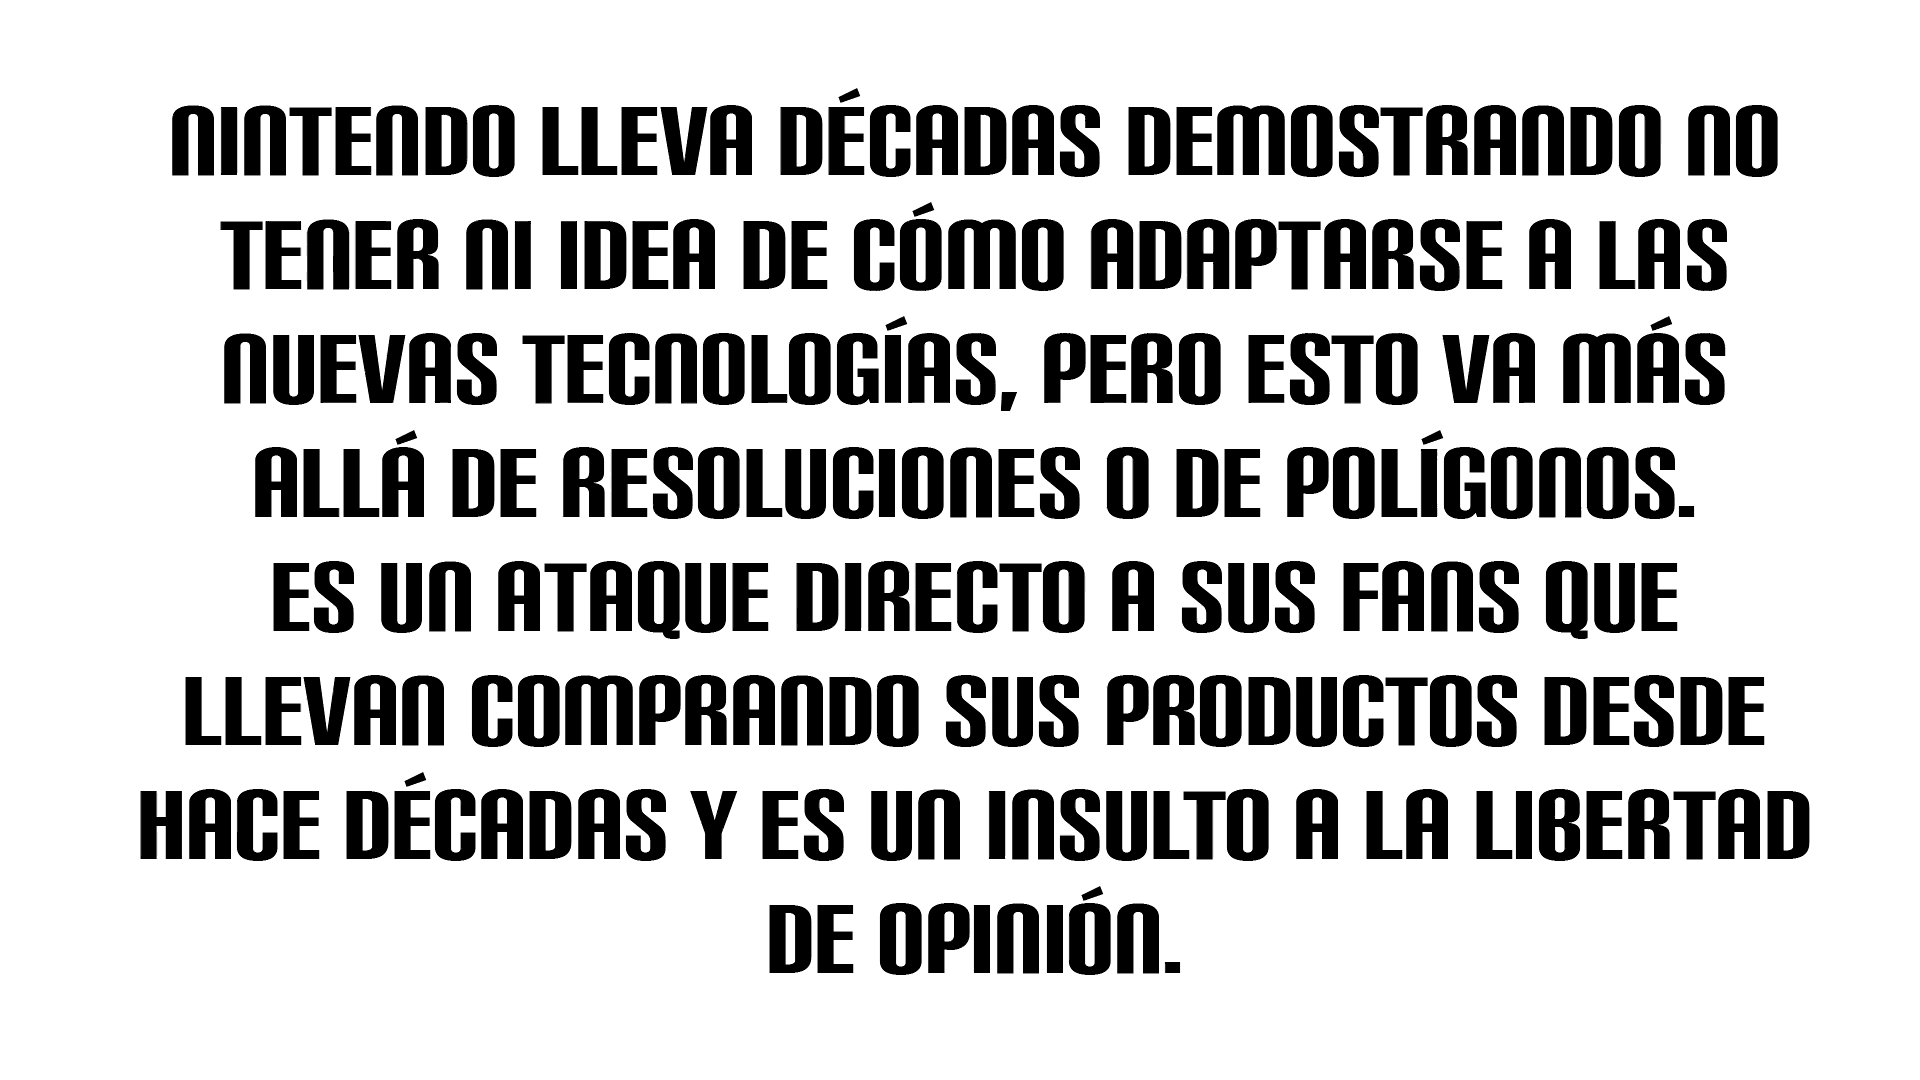 NINTENDO LLEVA DÉCADAS DEMOSTRANDO NO
TENER NI IDEA DE CÓMO ADAPTARSE A LAS
NUEVAS TECNOLOGÍAS, PERO ESTO VA MÁS
ALLÁ DE RESOLUCIONES O DE POLÍGONOS.
ES UN ATAQUE DIRECTO A SUS FANS QUE
LLEVAN COMPRANDO SUS PRODUCTOS DESDE
HACE DÉCADAS Y ES UN INSULTO A LA LIBERTAD
DE OPINIÓN.